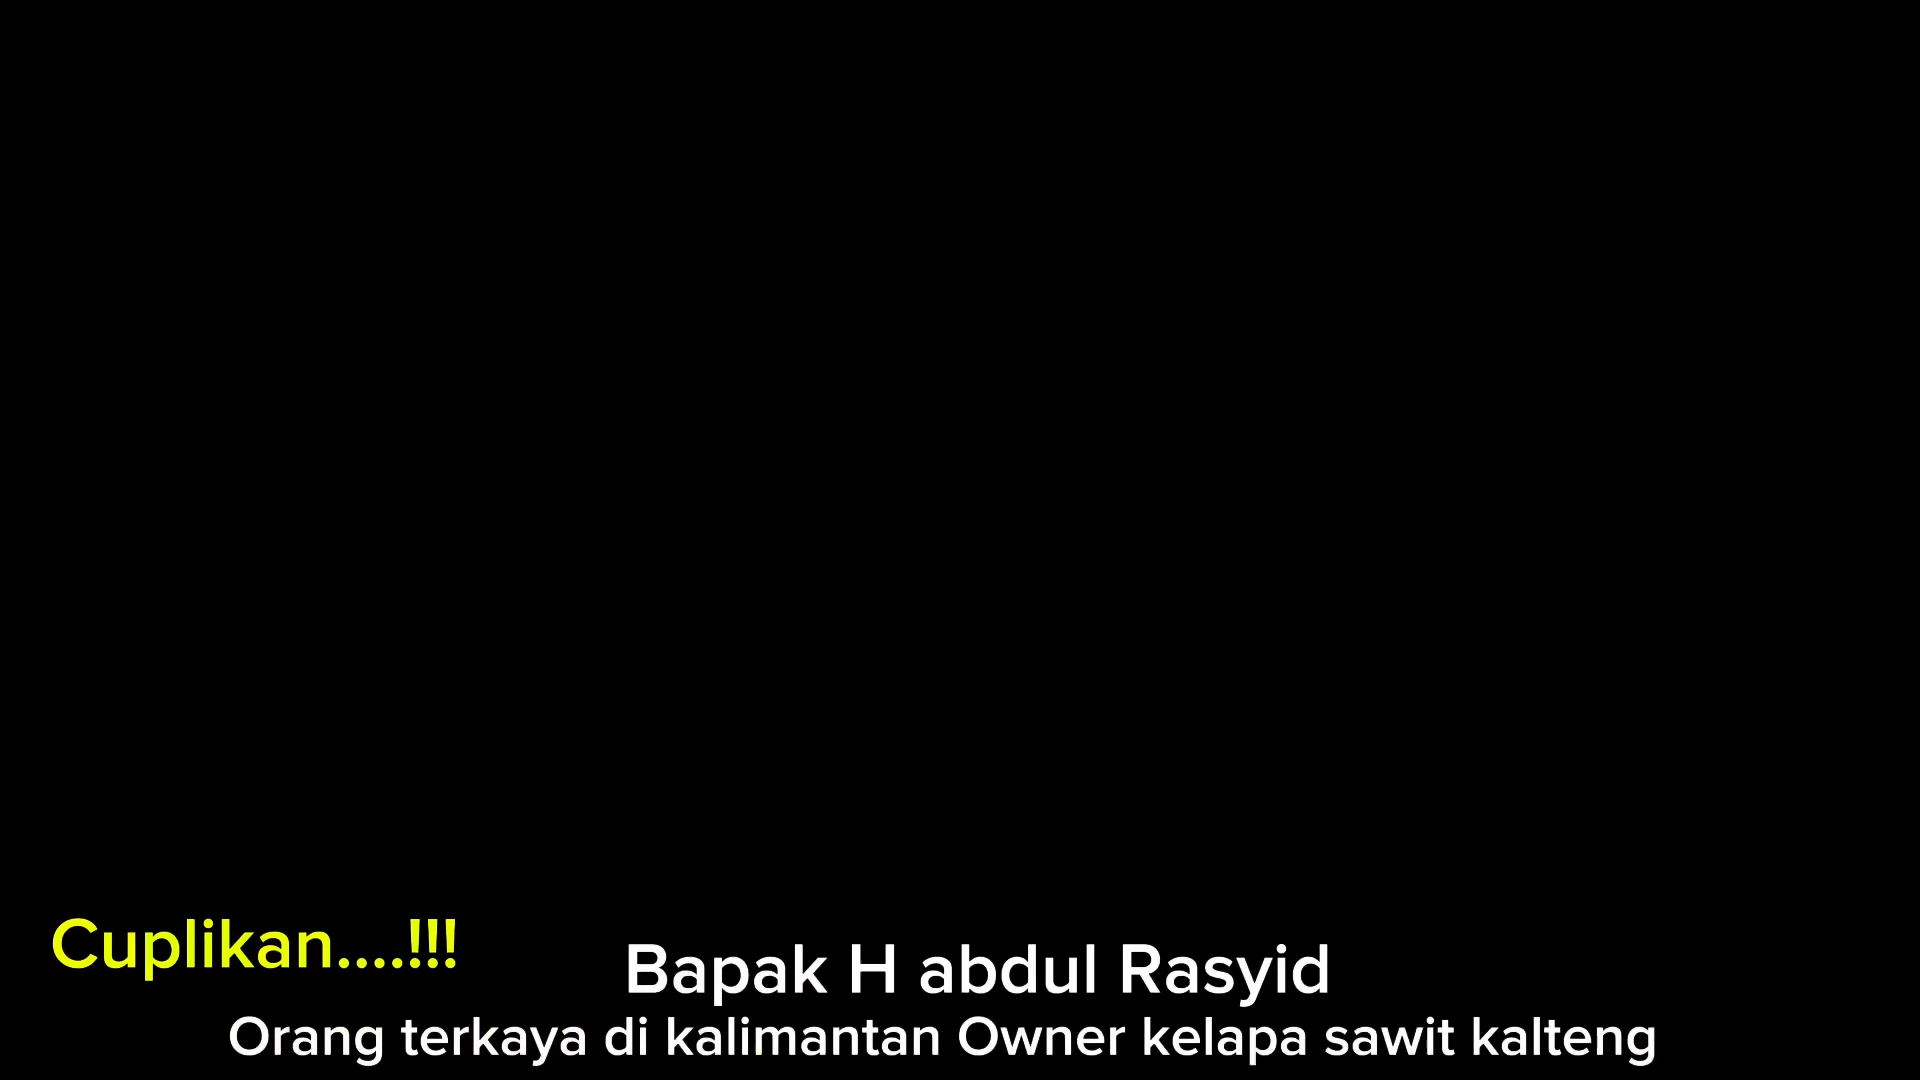 Cuplikan....!!!
Bapak H abdul Rasyid
Orang terkaya di kalimantan Owner kelapa sawit kalteng